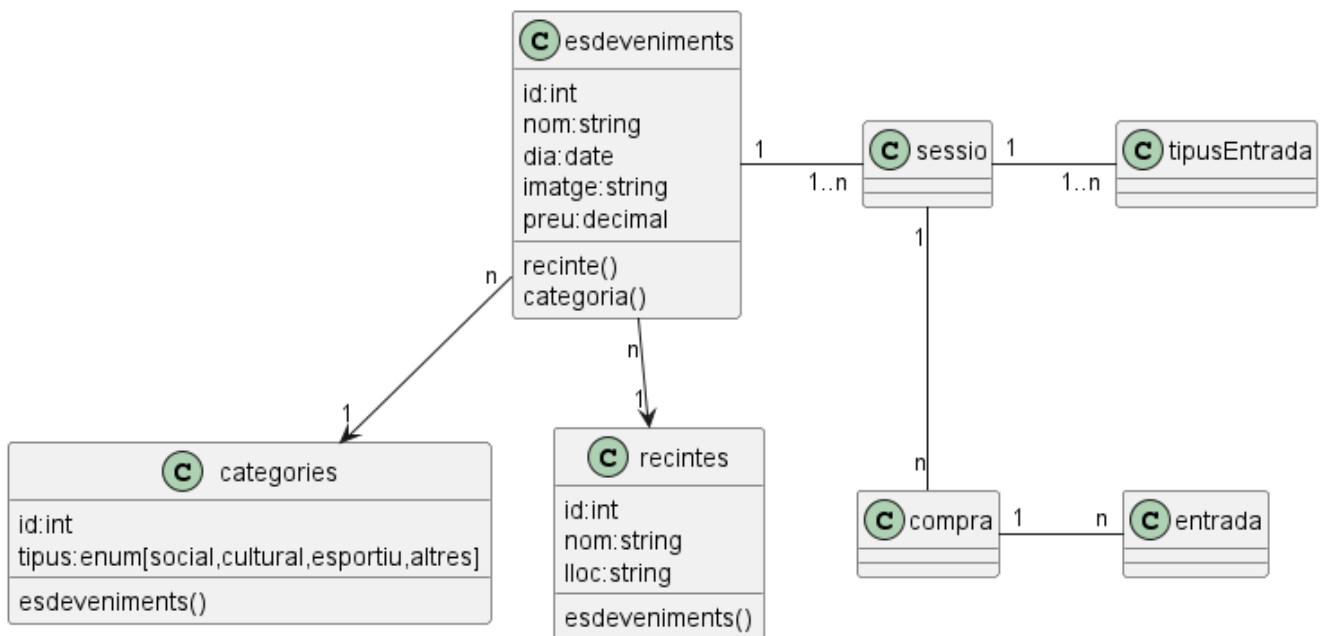 C esdeveniments
id:int
nom:string
dia:date
imatge:string
preu:decimal
recinte()
categoria()
1
1..n
C sessio
1
1..n
C tipusEntrada
n
1
n
1
1
n
C categories
id:int
tipus:enum[social,cultural,esportiu,altres]
esdeveniments()
C recintes
id:int
nom:string
lloc:string
esdeveniments()
C compra
1
n
C entrada